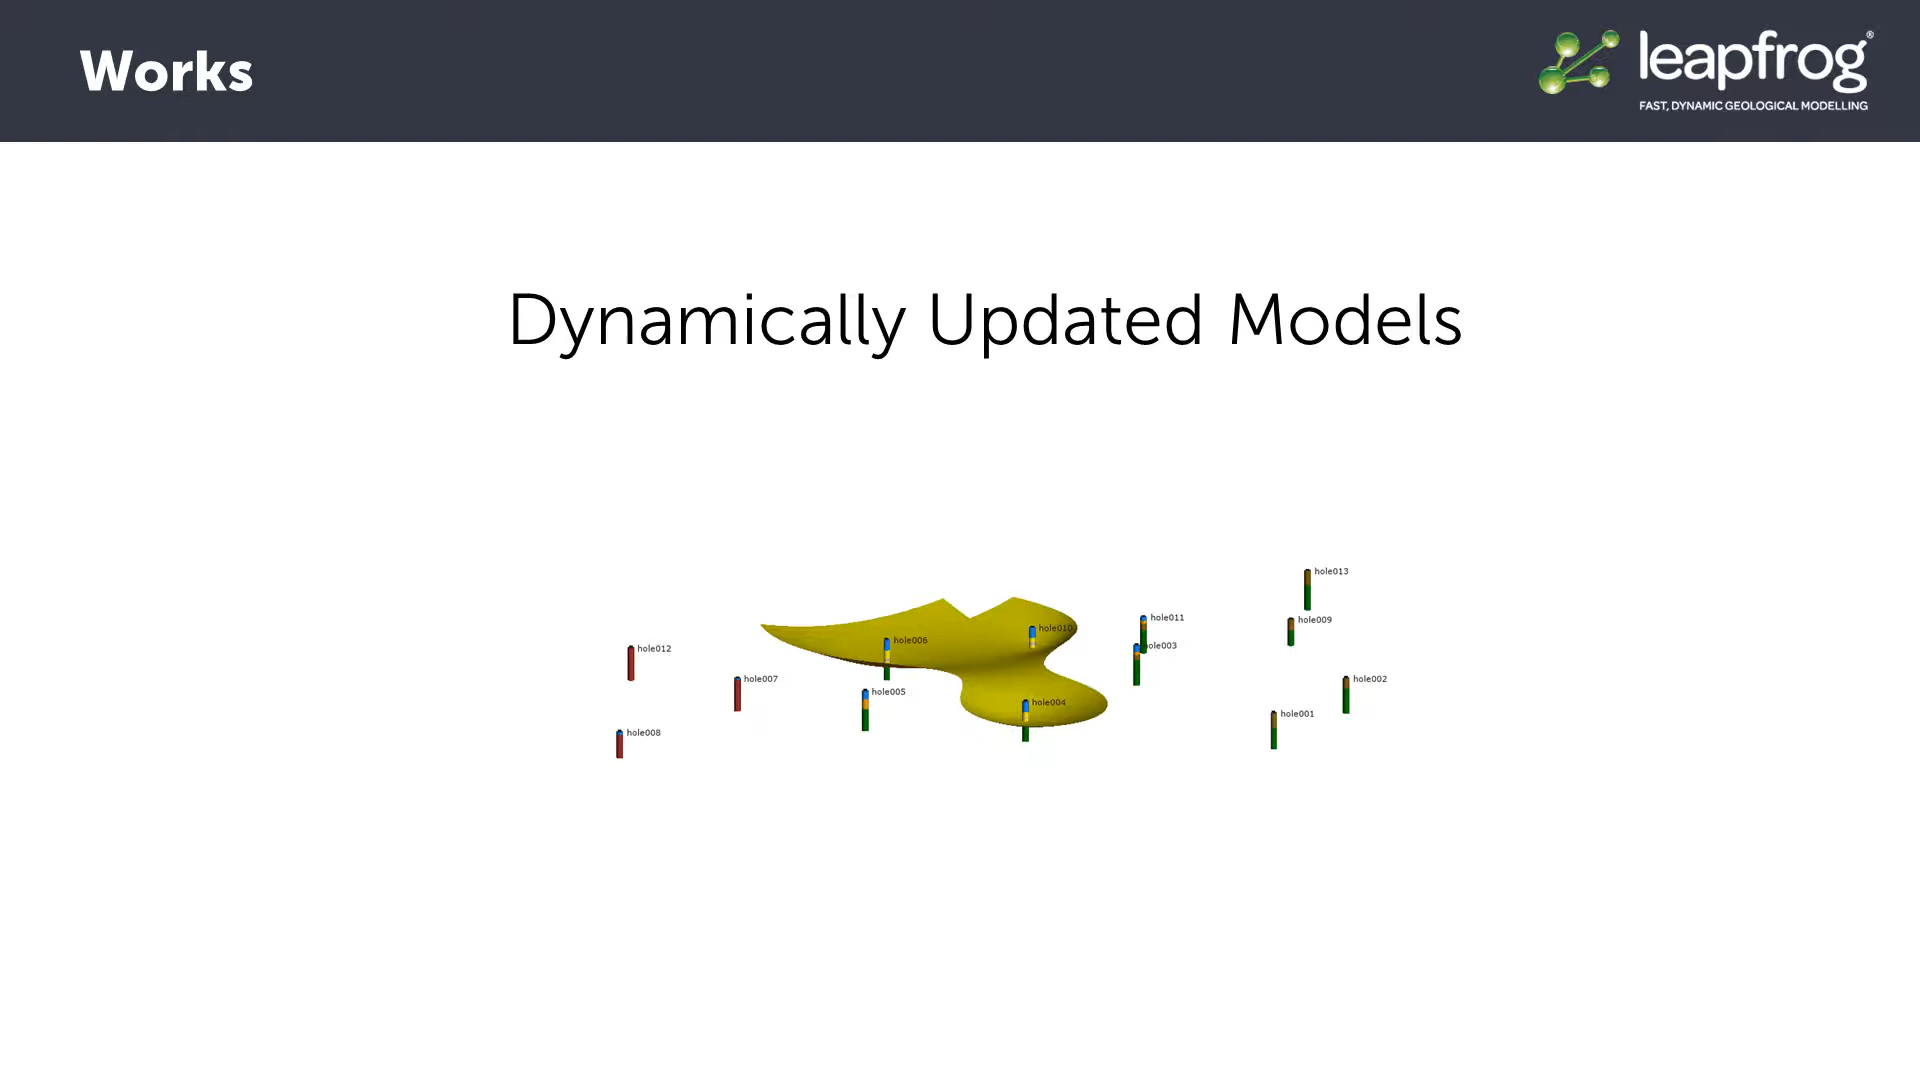 Works
leapfrog®
FAST, DYNAMIC GEOLOGICAL MODELLING
Dynamically Updated Models
hole013
hole011
hole009
hole010
hole006
hole003
hole012
hole007
hole002
hole005
hole004
hole001
hole008